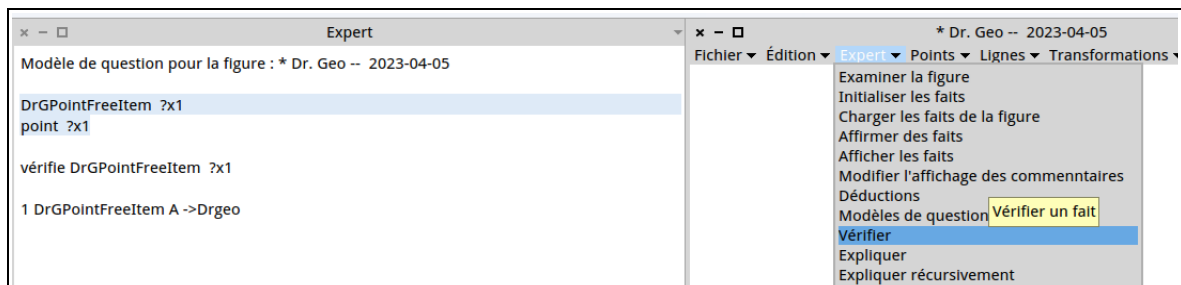 Expert
Modèle de question pour la figure : * Dr. Geo -- 2023-04-05
DrGPointFreeItem ?x1
point ?x1
vérifie DrGPointFreeItem ?x1
1 DrGPointFreeItem A ->Drgeo
* Dr. Geo -- 2023-04-05
Fichier Édition Expert Points Lignes Transformations
Examiner la figure
Initialiser les faits
Charger les faits de la figure
Affirmer des faits
Afficher les faits
Modifier l'affichage des commenntaires
Déductions
Modèles de question
Vérifier un fait
Vérifier
Expliquer
Expliquer récursivement